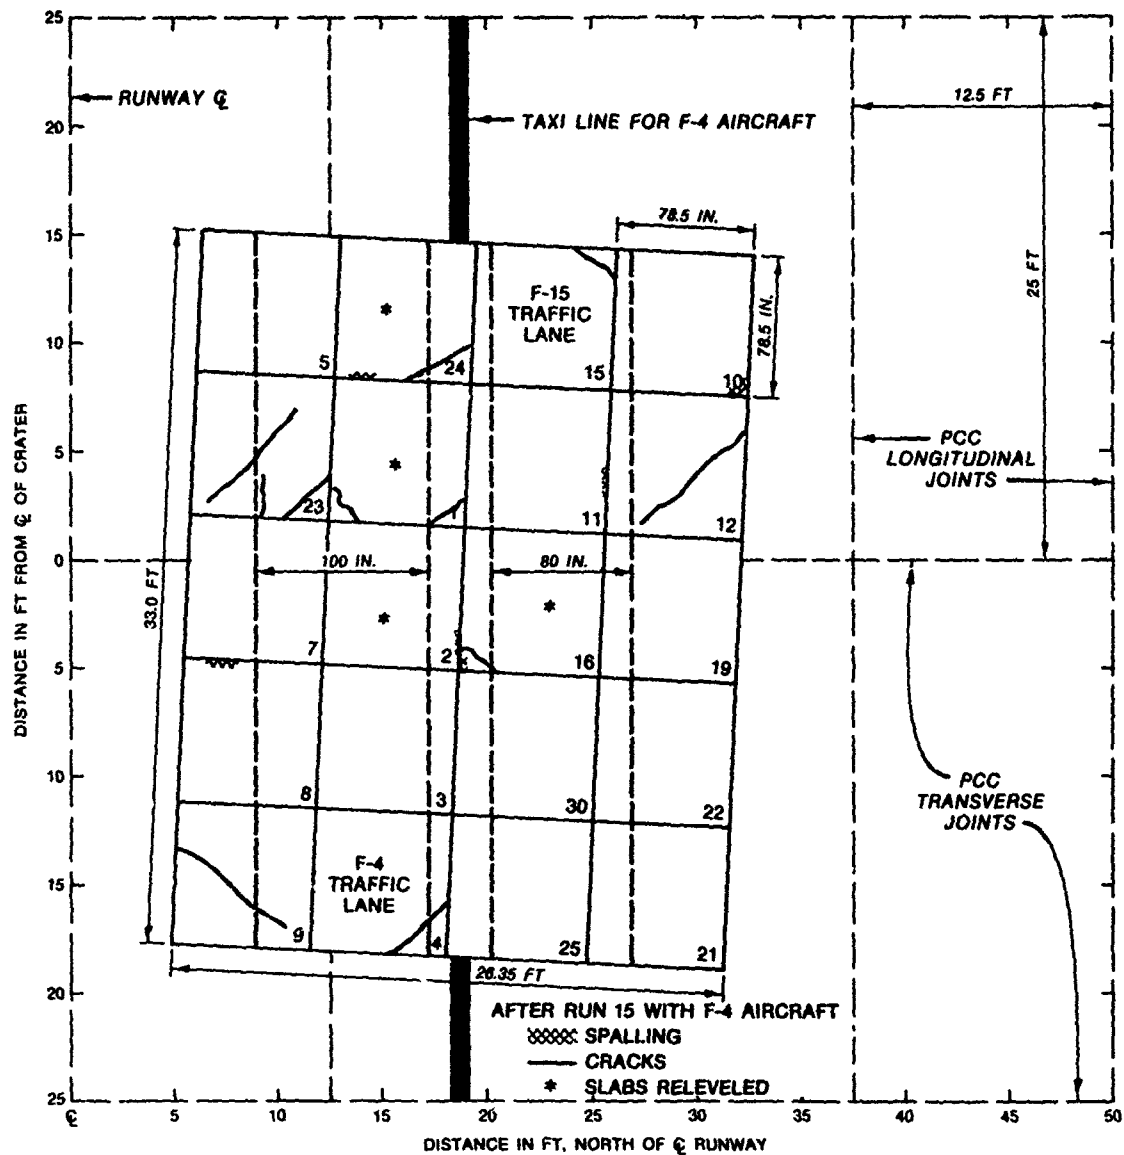 25
RUNWAY ℄
12.5 FT
20
TAXI LINE FOR F-4 AIRCRAFT
15
78.5 IN.
F-15
TRAFFIC
LANE
78.5 IN.
25 FT
10
5
24
15
10
DISTANCE IN FT FROM ℄ OF CRATER
5
PCC
LONGITUDINAL
JOINTS
23
1
11
12
0
100 IN.
80 IN.
33.0 FT
5
7
2
16
19
10
8
3
30
22
PCC
TRANSVERSE
JOINTS
15
F-4
TRAFFIC
LANE
9
4
25
21
26.35 FT
20
AFTER RUN 15 WITH F-4 AIRCRAFT
SPALLING
CRACKS
* SLABS RELEVELED
25
℄ 5 10 15 20 25 30 35 40 45 50
DISTANCE IN FT, NORTH OF ℄ RUNWAY